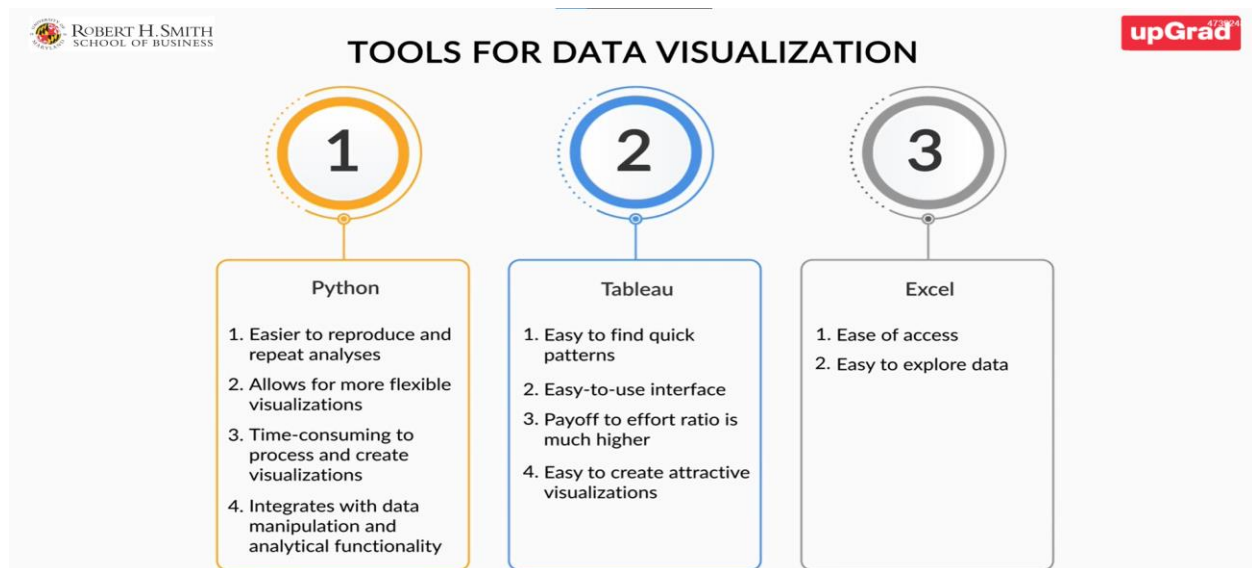 UNIVERSITY OF
MARYLAND
ROBERT H. SMITH
SCHOOL OF BUSINESS
TOOLS FOR DATA VISUALIZATION
upGrad
1
2
3
Python
1. Easier to reproduce and
repeat analyses
2. Allows for more flexible
visualizations
3. Time-consuming to
process and create
visualizations
4. Integrates with data
manipulation and
analytical functionality
Tableau
1. Easy to find quick
patterns
2. Easy-to-use interface
3. Payoff to effort ratio is
much higher
4. Easy to create attractive
visualizations
Excel
1. Ease of access
2. Easy to explore data